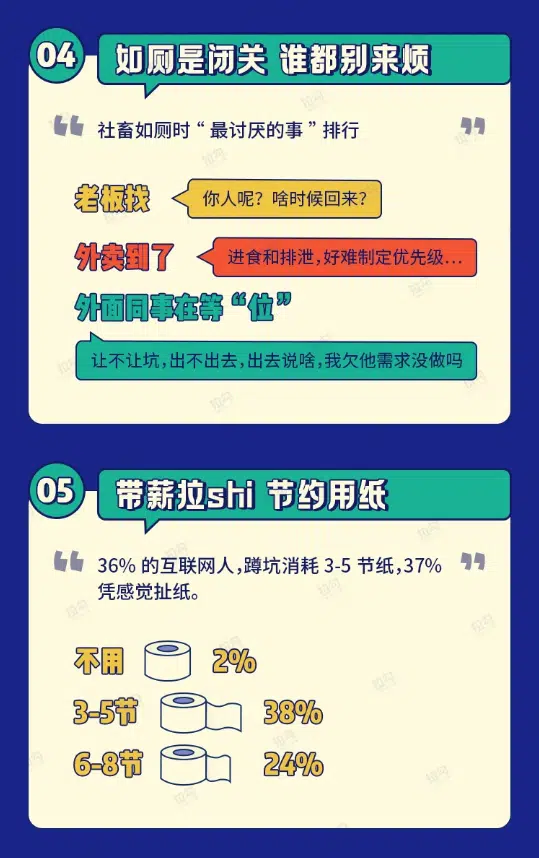 04
如厕是闭关 谁都别来烦
社畜如厕时“最讨厌的事”排行
老板找
你人呢？啥时候回来？
外卖到了
进食和排泄,好难制定优先级...
外面同事在等“位”
让不让坑,出不出去,出去说啥,我欠他需求没做吗
05
带薪拉shi 节约用纸
36% 的互联网人,蹲坑消耗 3-5 节纸,37%
凭感觉扯纸。
不用 2%
3-5节 38%
6-8节 24%